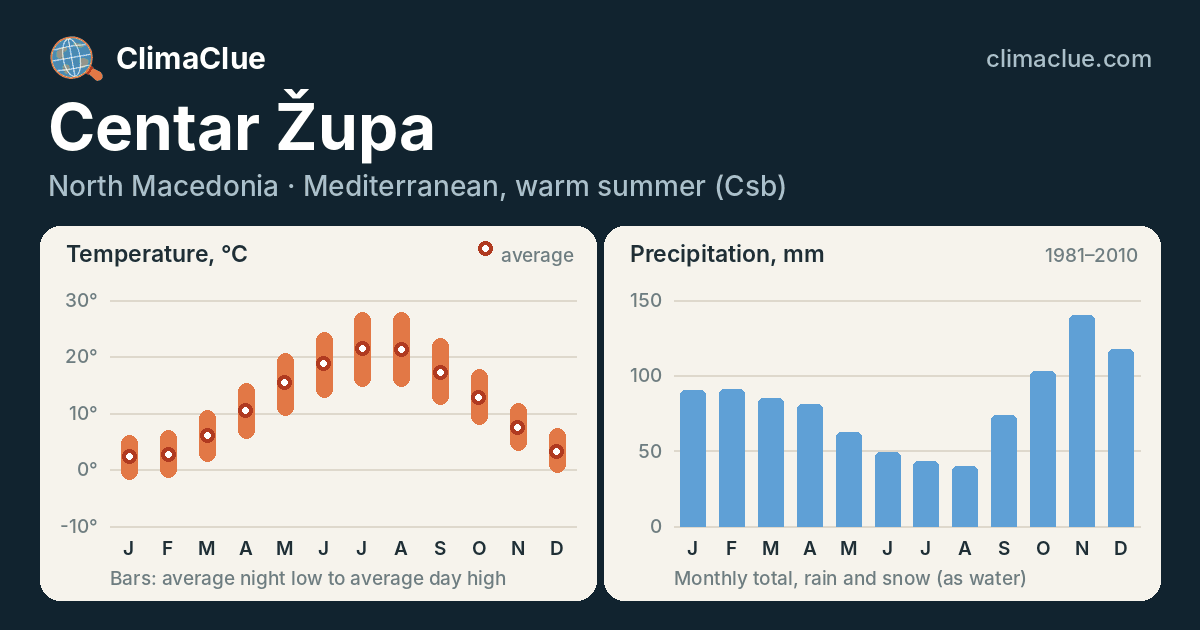 ClimaClue
climaclue.com
Centar Župa
North Macedonia · Mediterranean, warm summer (Csb)
Temperature, °C
average
30°
20°
10°
0°
-10°
J F M A M J J A S O N D
Bars: average night low to average day high
Precipitation, mm
1981–2010
150
100
50
0
J F M A M J J A S O N D
Monthly total, rain and snow (as water)